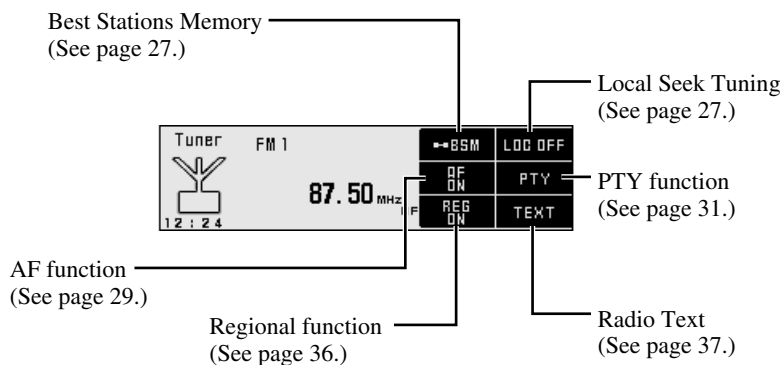 Best Stations Memory
(See page 27.)
Local Seek Tuning
(See page 27.)
Tuner
FM 1
BSM
LOC OFF
AF
ON
PTY
PTY function
(See page 31.)
87.50 MHz
REG
ON
TEXT
12:24
AF function
(See page 29.)
Regional function
(See page 36.)
Radio Text
(See page 37.)